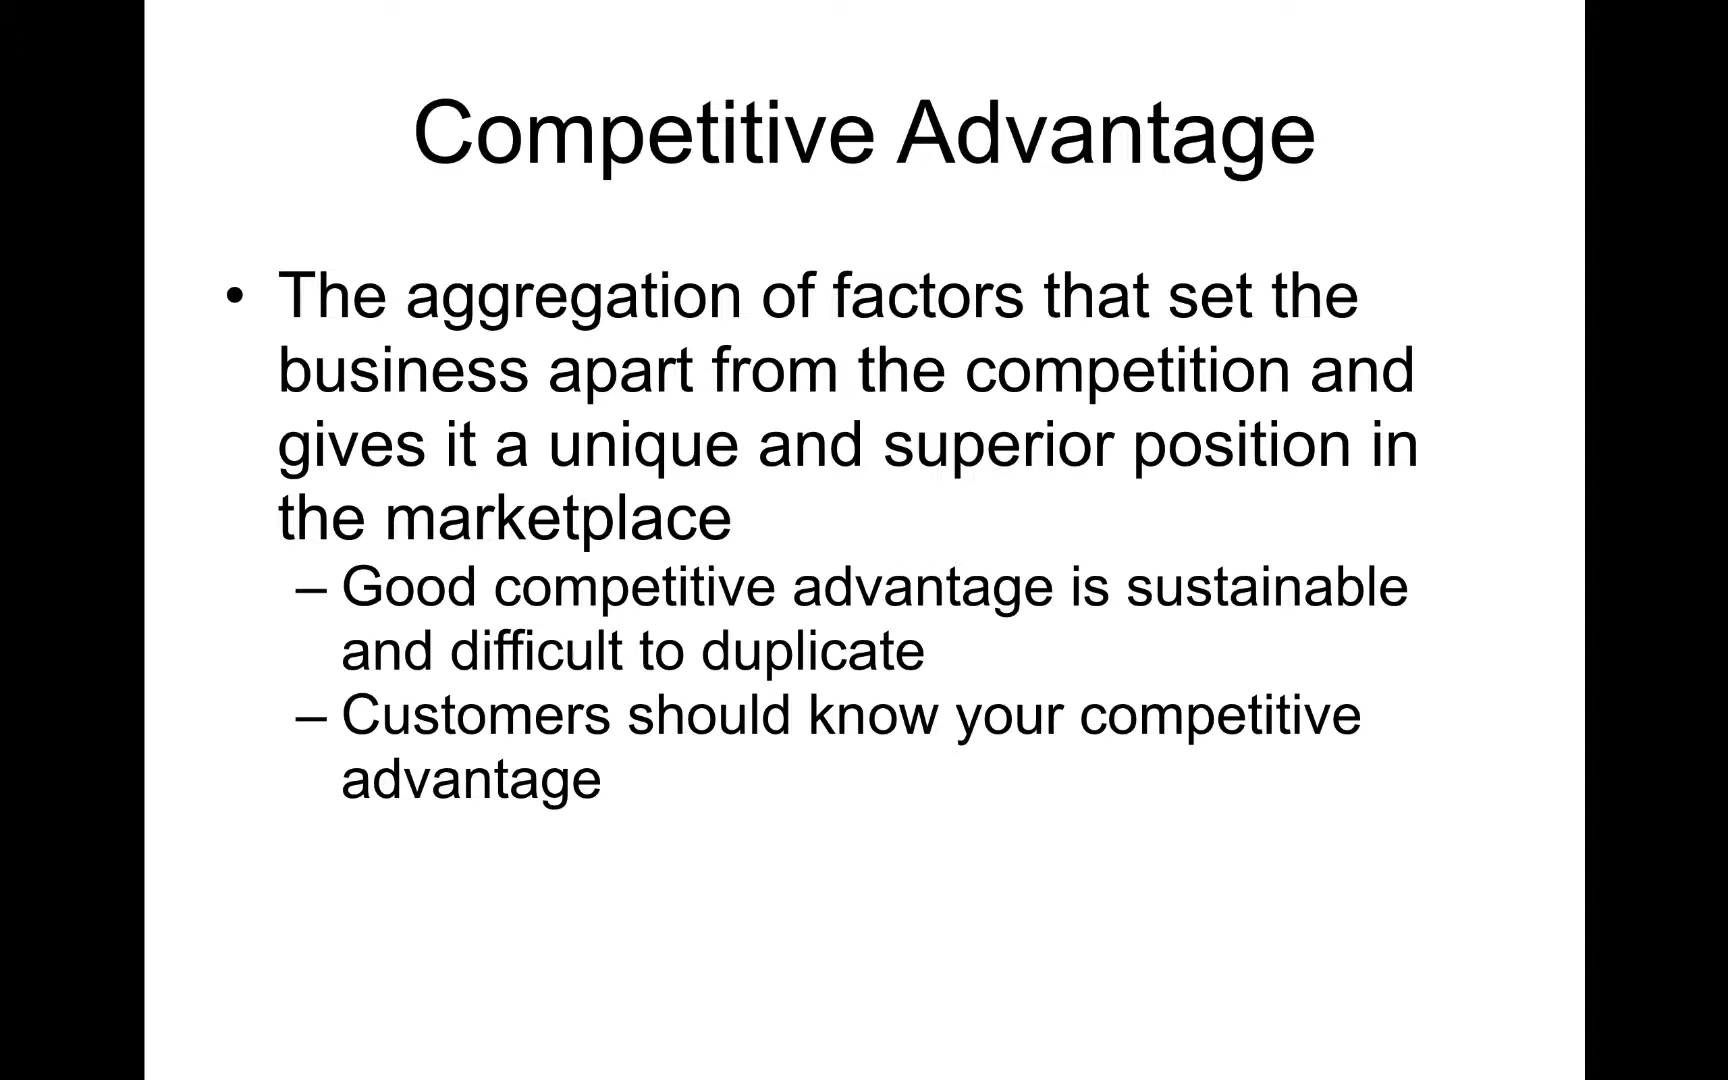 Competitive Advantage
• The aggregation of factors that set the
business apart from the competition and
gives it a unique and superior position in
the marketplace
– Good competitive advantage is sustainable
and difficult to duplicate
– Customers should know your competitive
advantage